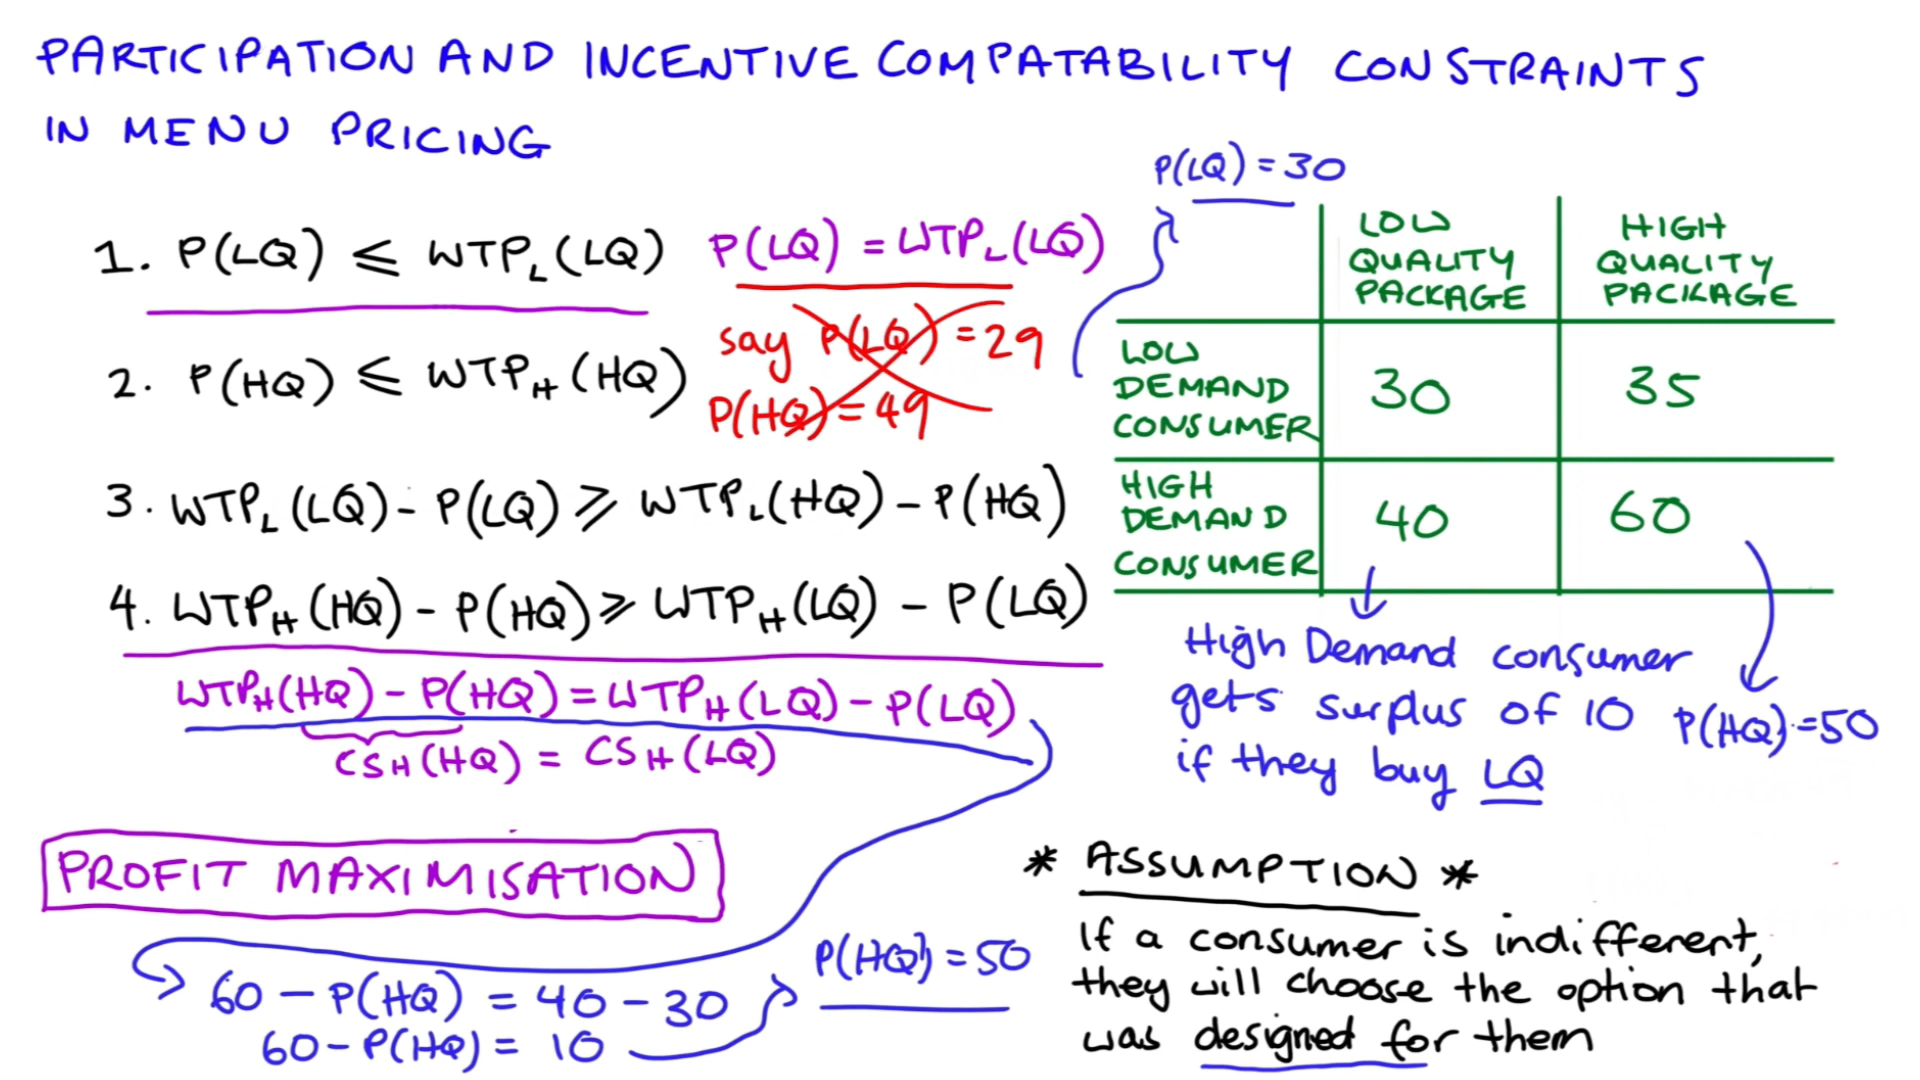 PARTICIPATION AND INCENTIVE COMPATABILITY CONSTRAINTS
IN MENU PRICING
1. P(LQ) ⩽ WTP_L(LQ)
P(LQ) = WTP_L(LQ)
say P(LQ) = 29
P(HQ) = 49
2. P(HQ) ⩽ WTP_H(HQ)
3. WTP_L(LQ) - P(LQ) ⩾ WTP_L(HQ) - P(HQ)
4. WTP_H(HQ) - P(HQ) ⩾ WTP_H(LQ) - P(LQ)
WTP_H(HQ) - P(HQ) = WTP_H(LQ) - P(LQ)
CS_H(HQ) = CS_H(LQ)
P(LQ) = 30
LOW
QUALITY
PACKAGE
HIGH
QUALITY
PACKAGE
LOW
DEMAND
CONSUMER
30
35
HIGH
DEMAND
CONSUMER
40
60
High Demand consumer
gets surplus of 10
if they buy LQ
P(HQ) = 50
PROFIT MAXIMISATION
60 - P(HQ) = 40 - 30
60 - P(HQ) = 10
P(HQ) = 50
* ASSUMPTION *
If a consumer is indifferent,
they will choose the option that
was designed for them